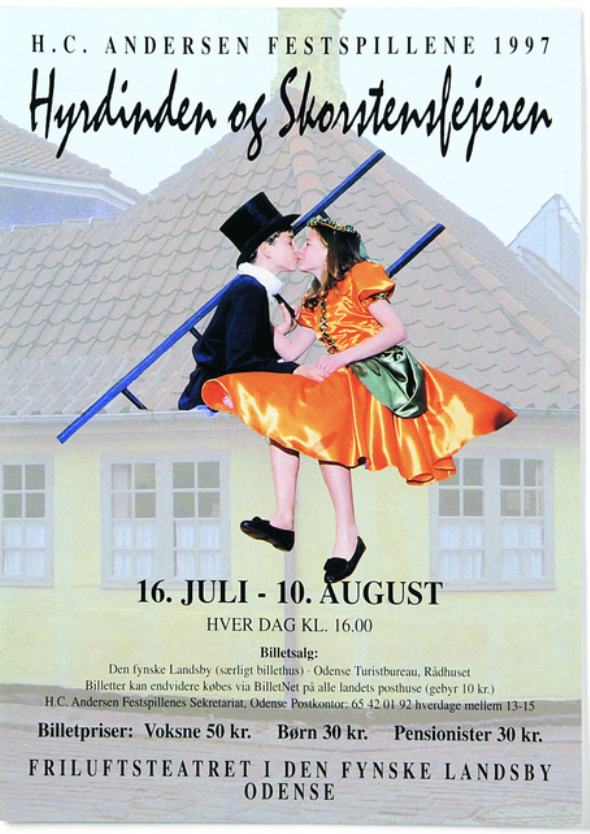 H.C. ANDERSEN FESTSPILLENE 1997
Hyrdinden og Skorstensfejeren
16. JULI - 10. AUGUST
HVER DAG KL. 16.00
Billetsalg:
Den fynske Landsby (særligt billethus) · Odense Turistbureau, Rådhuset
Billetter kan endvidere købes via BilletNet på alle landets posthuse (gebyr 10 kr.)
H.C. Andersen Festspillenes Sekretariat, Odense Postkontor: 65 42 01 92 hverdage mellem 13-15
Billetpriser: Voksne 50 kr. Børn 30 kr. Pensionister 30 kr.
FRILUFTSTEATRET I DEN FYNSKE LANDSBY
ODENSE